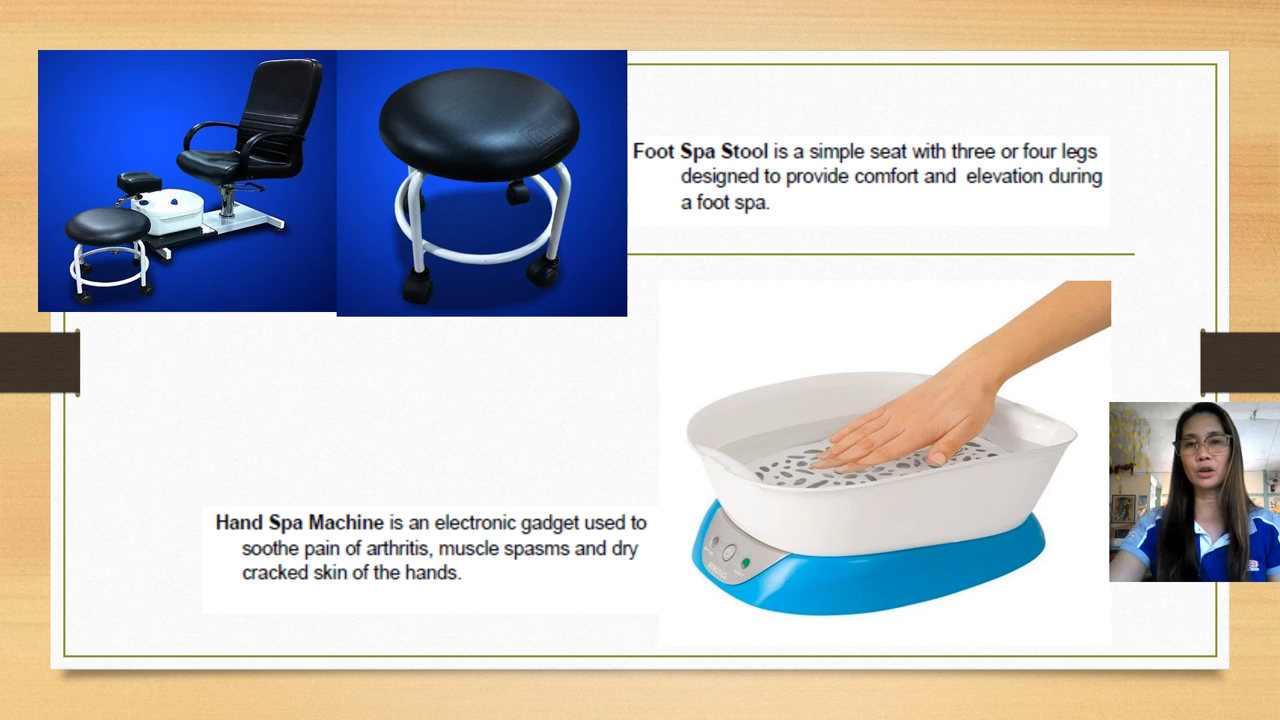 Foot Spa Stool is a simple seat with three or four legs
designed to provide comfort and elevation during
a foot spa.
Hand Spa Machine is an electronic gadget used to
soothe pain of arthritis, muscle spasms and dry
cracked skin of the hands.